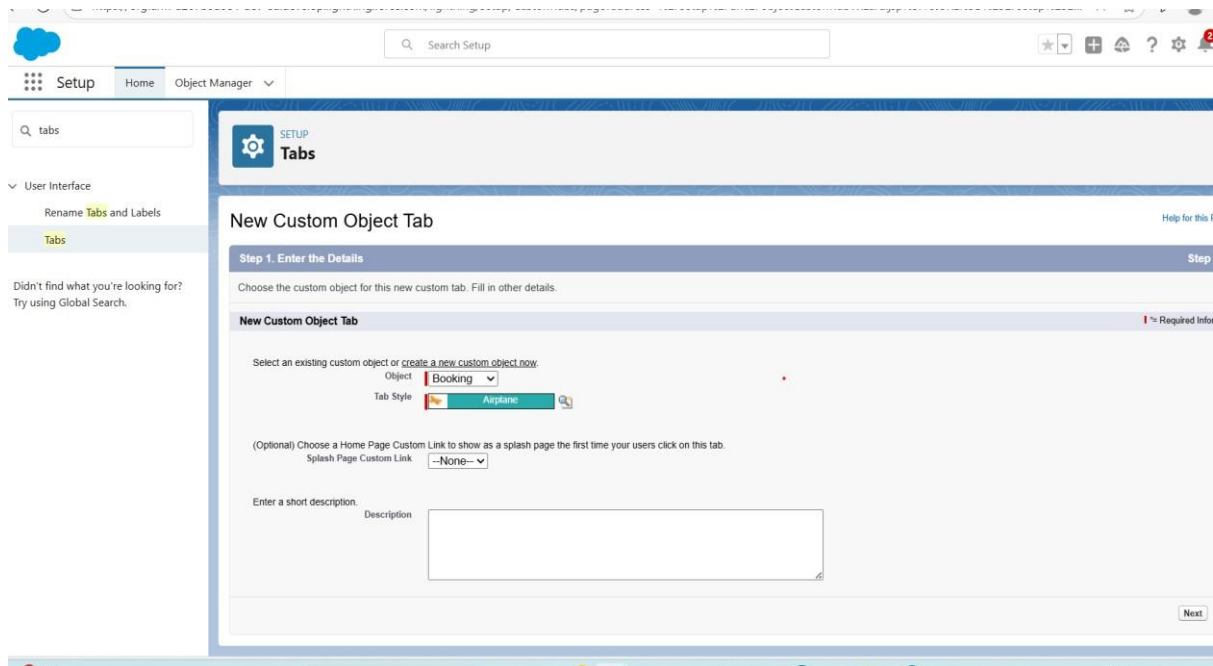 Search Setup
2
Setup Home Object Manager
tabs
SETUP
Tabs
User Interface
Rename Tabs and Labels
Tabs
Didn't find what you're looking for?
Try using Global Search.
New Custom Object Tab
Help for this
Step 1. Enter the Details Step
Choose the custom object for this new custom tab. Fill in other details.
New Custom Object Tab = Required Infor
Select an existing custom object or create a new custom object now.
Object Booking
Tab Style Airplane
(Optional) Choose a Home Page Custom Link to show as a splash page the first time your users click on this tab.
Splash Page Custom Link --None--
Enter a short description.
Description
Next